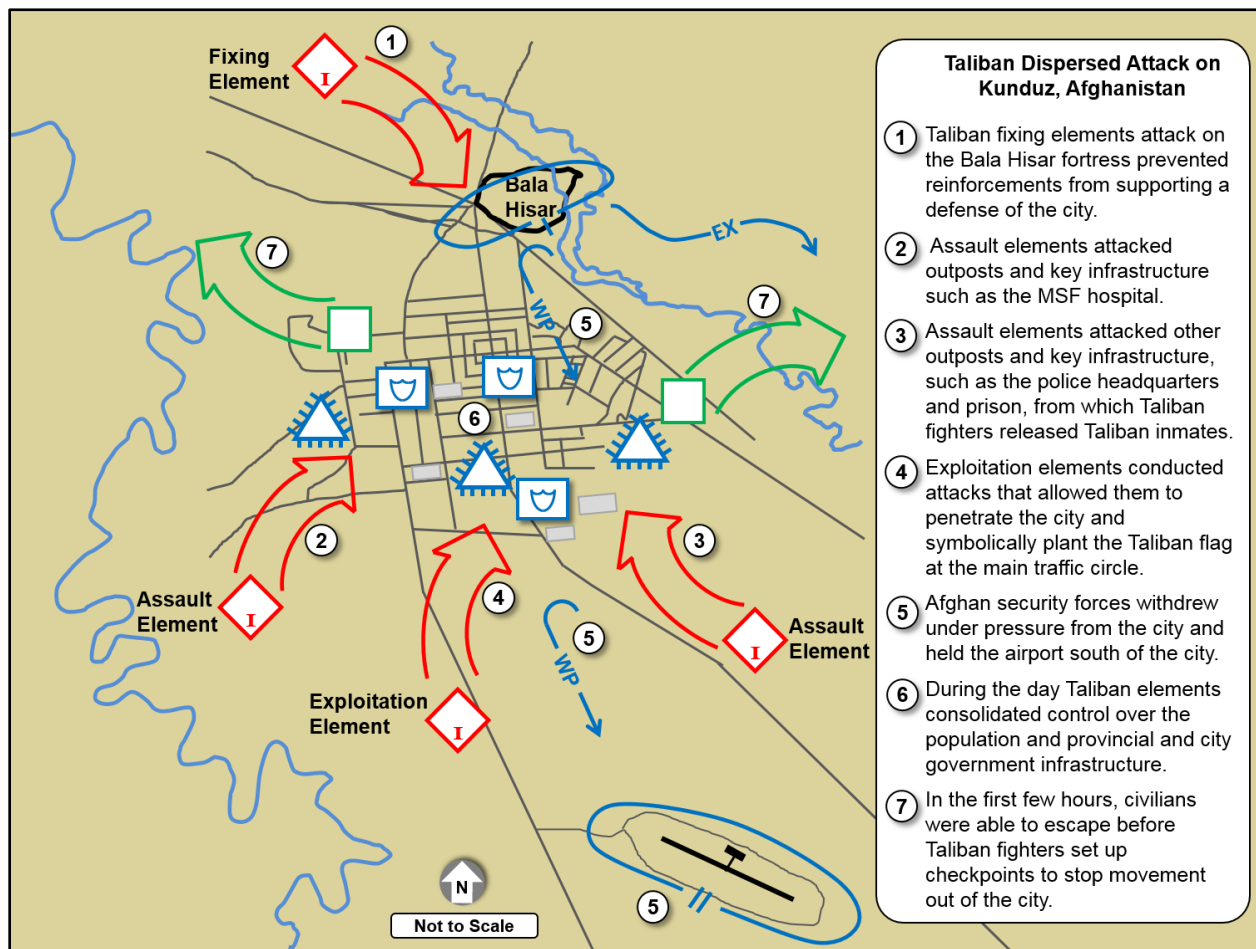 1
Fixing
Element
I
Bala
Hisar
EX
7
WP
5
7
6
2
3
Assault
Element
I
4
5
WP
Assault
Element
I
Exploitation
Element
I
N
Not to Scale
5
Taliban Dispersed Attack on
Kunduz, Afghanistan
1 Taliban fixing elements attack on
the Bala Hisar fortress prevented
reinforcements from supporting a
defense of the city.
2 Assault elements attacked
outposts and key infrastructure
such as the MSF hospital.
3 Assault elements attacked other
outposts and key infrastructure,
such as the police headquarters
and prison, from which Taliban
fighters released Taliban inmates.
4 Exploitation elements conducted
attacks that allowed them to
penetrate the city and
symbolically plant the Taliban flag
at the main traffic circle.
5 Afghan security forces withdrew
under pressure from the city and
held the airport south of the city.
6 During the day Taliban elements
consolidated control over the
population and provincial and city
government infrastructure.
7 In the first few hours, civilians
were able to escape before
Taliban fighters set up
checkpoints to stop movement
out of the city.